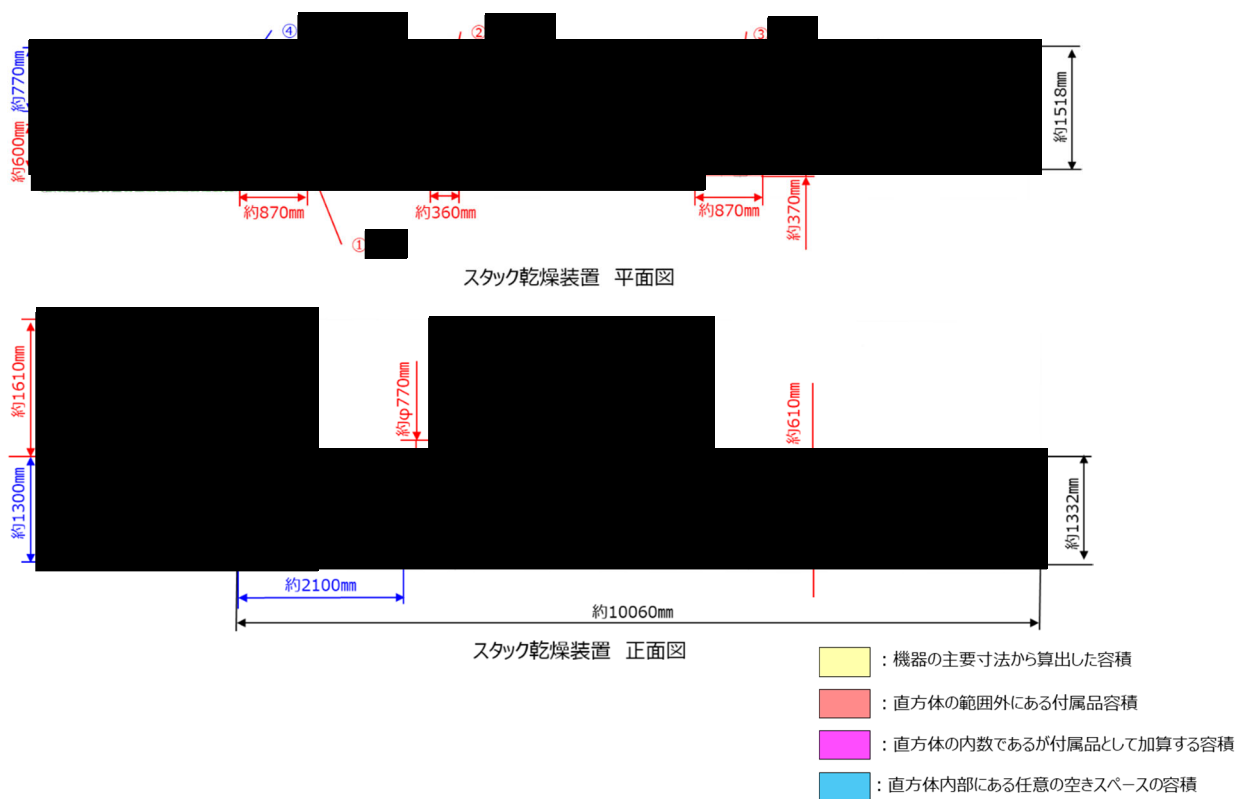 ④
②
③
約770㎜
約600㎜
約1518㎜
約870㎜
約360㎜
約870㎜
約370㎜
①
スタック乾燥装置 平面図
約1610㎜
約φ770㎜
約610㎜
約1300㎜
約1332㎜
約2100㎜
約10060㎜
スタック乾燥装置 正面図
：機器の主要寸法から算出した容積
：直方体の範囲外にある付属品容積
：直方体の内数であるが付属品として加算する容積
：直方体内部にある任意の空きスペースの容積